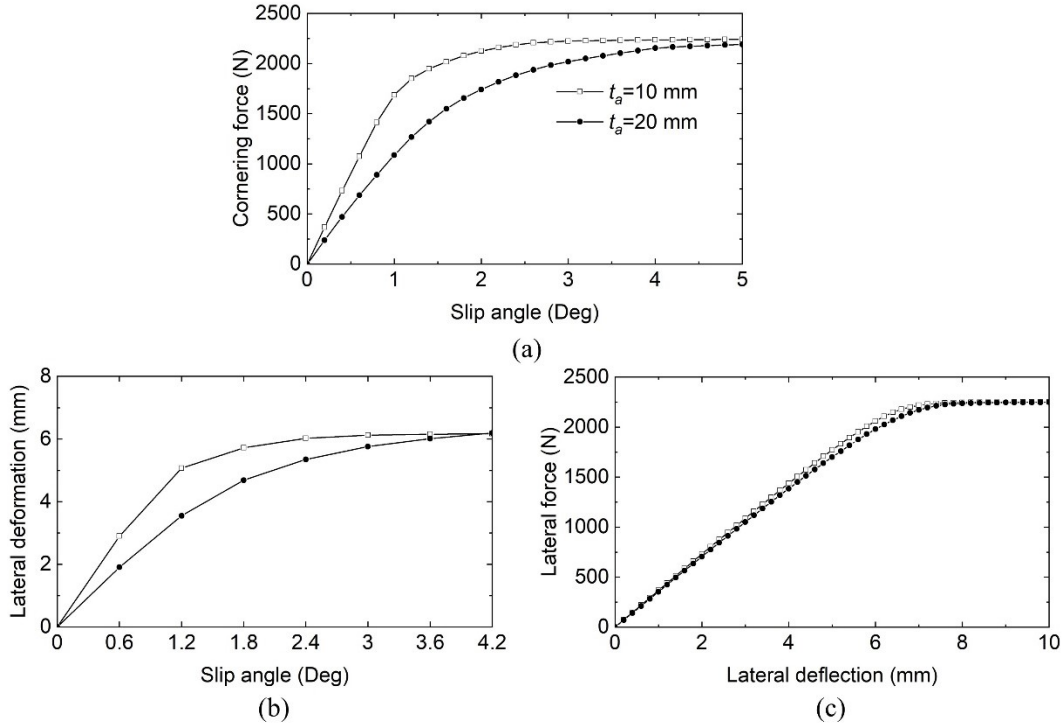 2500
2000
1500
1000
500
0
Cornering force (N)
tₐ=10 mm
tₐ=20 mm
0 1 2 3 4 5
Slip angle (Deg)
(a)
8
6
4
2
0
Lateral deformation (mm)
0 0.6 1.2 1.8 2.4 3 3.6 4.2
Slip angle (Deg)
(b)
2500
2000
1500
1000
500
0
Lateral force (N)
0 2 4 6 8 10
Lateral deflection (mm)
(c)